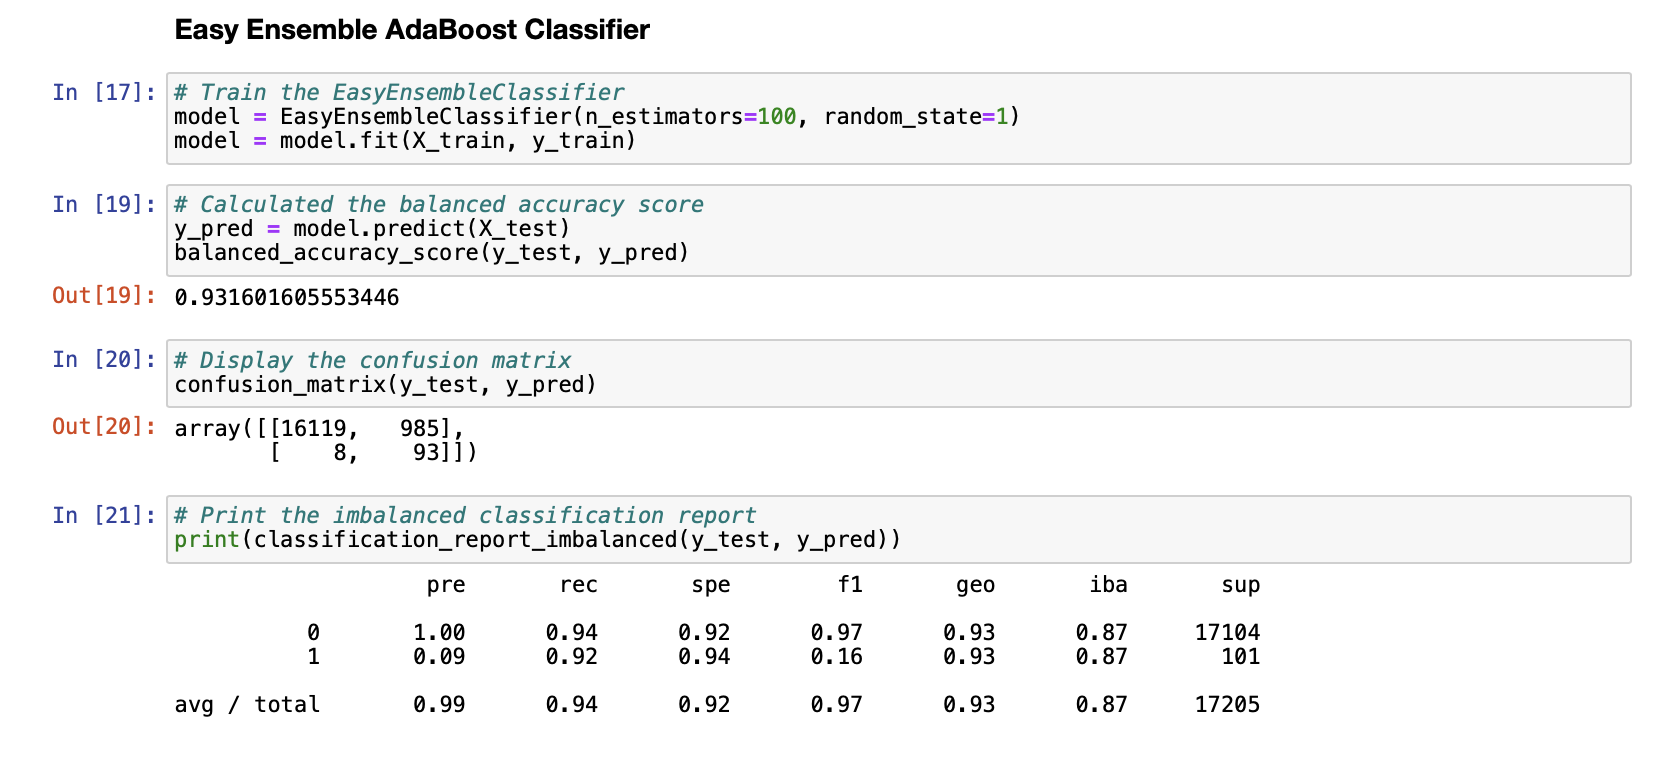 Easy Ensemble AdaBoost Classifier
In [17]: # Train the EasyEnsembleClassifier
model = EasyEnsembleClassifier(n_estimators=100, random_state=1)
model = model.fit(X_train, y_train)
In [19]: # Calculated the balanced accuracy score
y_pred = model.predict(X_test)
balanced_accuracy_score(y_test, y_pred)
Out[19]: 0.931601605553446
In [20]: # Display the confusion matrix
confusion_matrix(y_test, y_pred)
Out[20]: array([[16119,   985],
[    8,    93]])
In [21]: # Print the imbalanced classification report
print(classification_report_imbalanced(y_test, y_pred))
pre rec spe f1 geo iba sup
0 1.00 0.94 0.92 0.97 0.93 0.87 17104
1 0.09 0.92 0.94 0.16 0.93 0.87 101
avg / total 0.99 0.94 0.92 0.97 0.93 0.87 17205